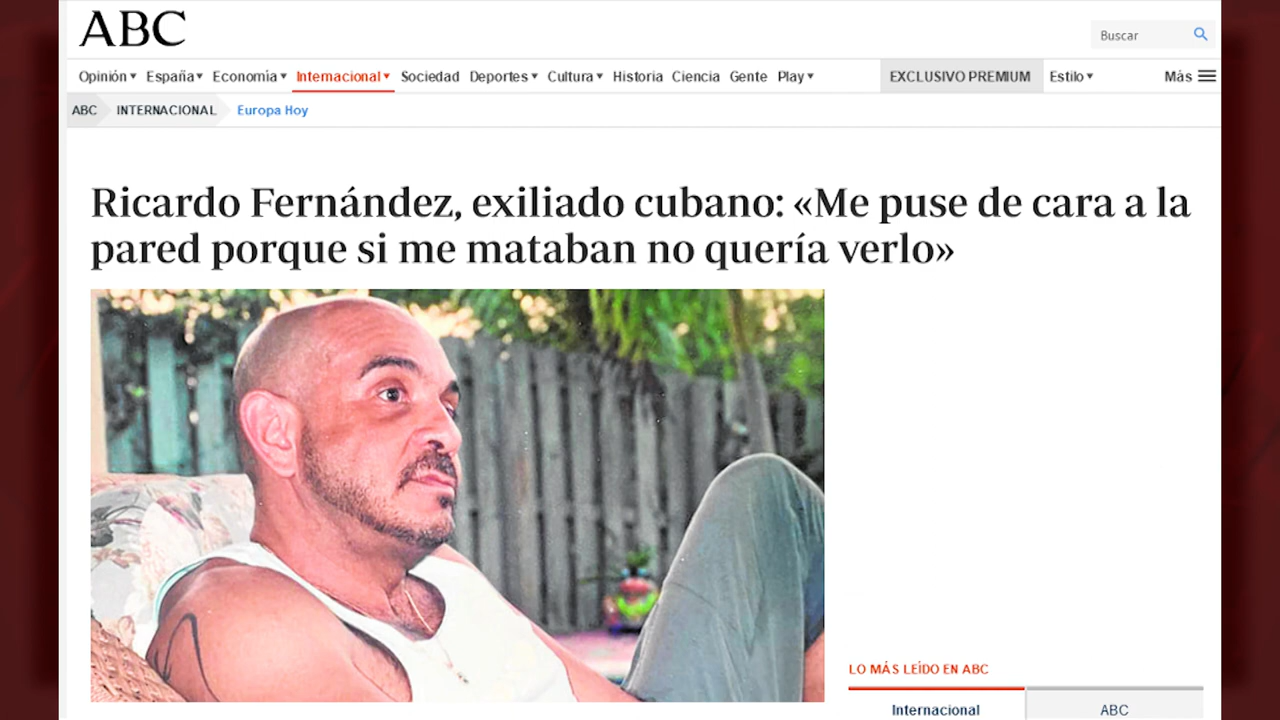 ABC
Buscar
Opinión España Economía Internacional Sociedad Deportes Cultura Historia Ciencia Gente Play EXCLUSIVO PREMIUM Estilo Más
ABC INTERNACIONAL Europa Hoy
Ricardo Fernández, exiliado cubano: «Me puse de cara a la
pared porque si me mataban no quería verlo»
LO MÁS LEÍDO EN ABC
Internacional ABC